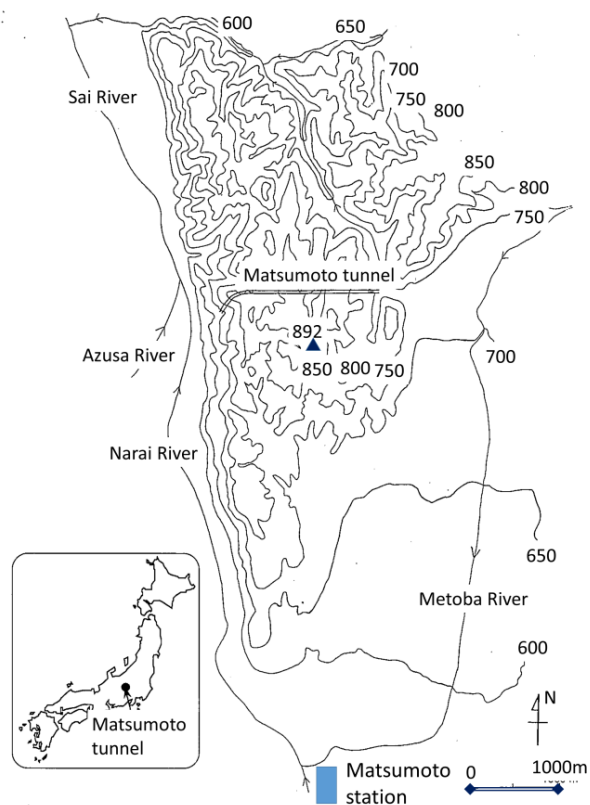 600
650
Sai River
700
750
800
850
800
750
Matsumoto tunnel
892
Azusa River
850 800 750
700
Narai River
650
Metoba River
600
N
Matsumoto
tunnel
Matsumoto
station
0
1000m